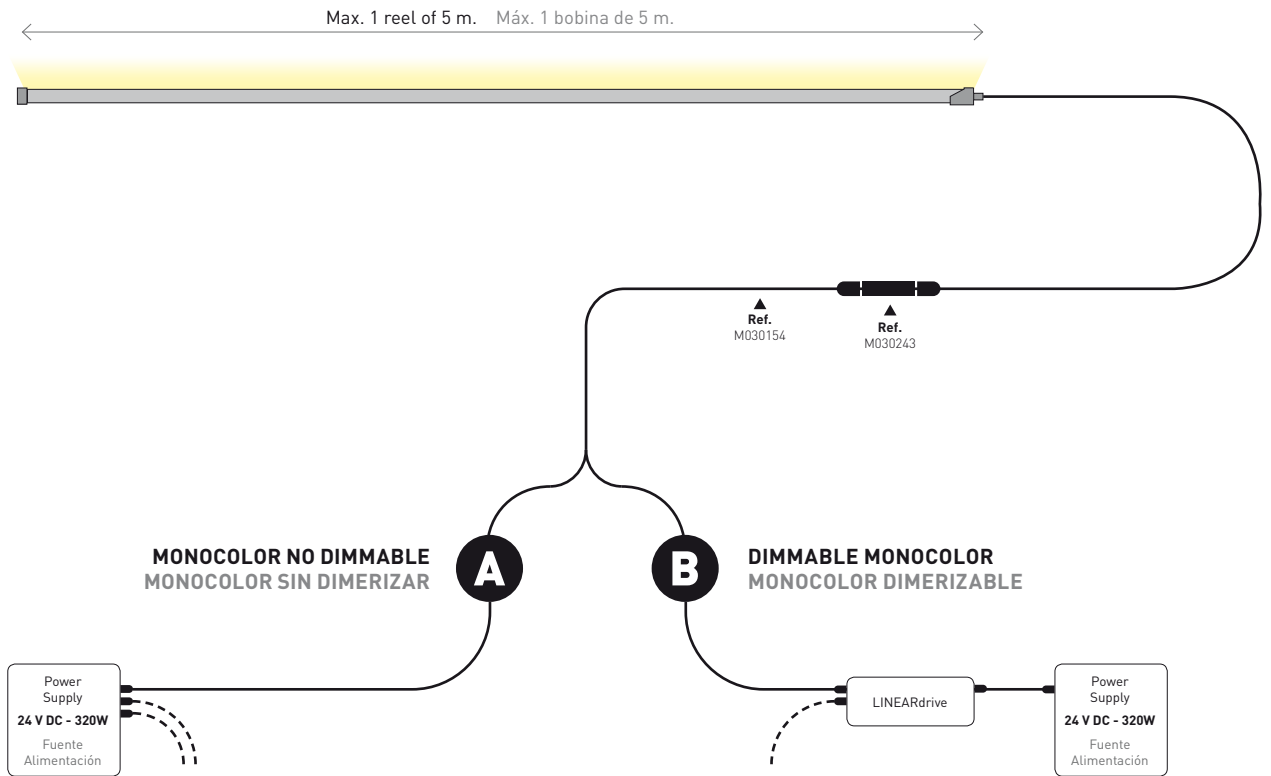 Max. 1 reel of 5 m. Máx. 1 bobina de 5 m.
Ref.
M030154
Ref.
M030243
MONOCOLOR NO DIMMABLE
MONOCOLOR SIN DIMERIZAR
A
B
DIMMABLE MONOCOLOR
MONOCOLOR DIMERIZABLE
Power
Supply
24 V DC - 320W
Fuente
Alimentación
LINEARdrive
Power
Supply
24 V DC - 320W
Fuente
Alimentación